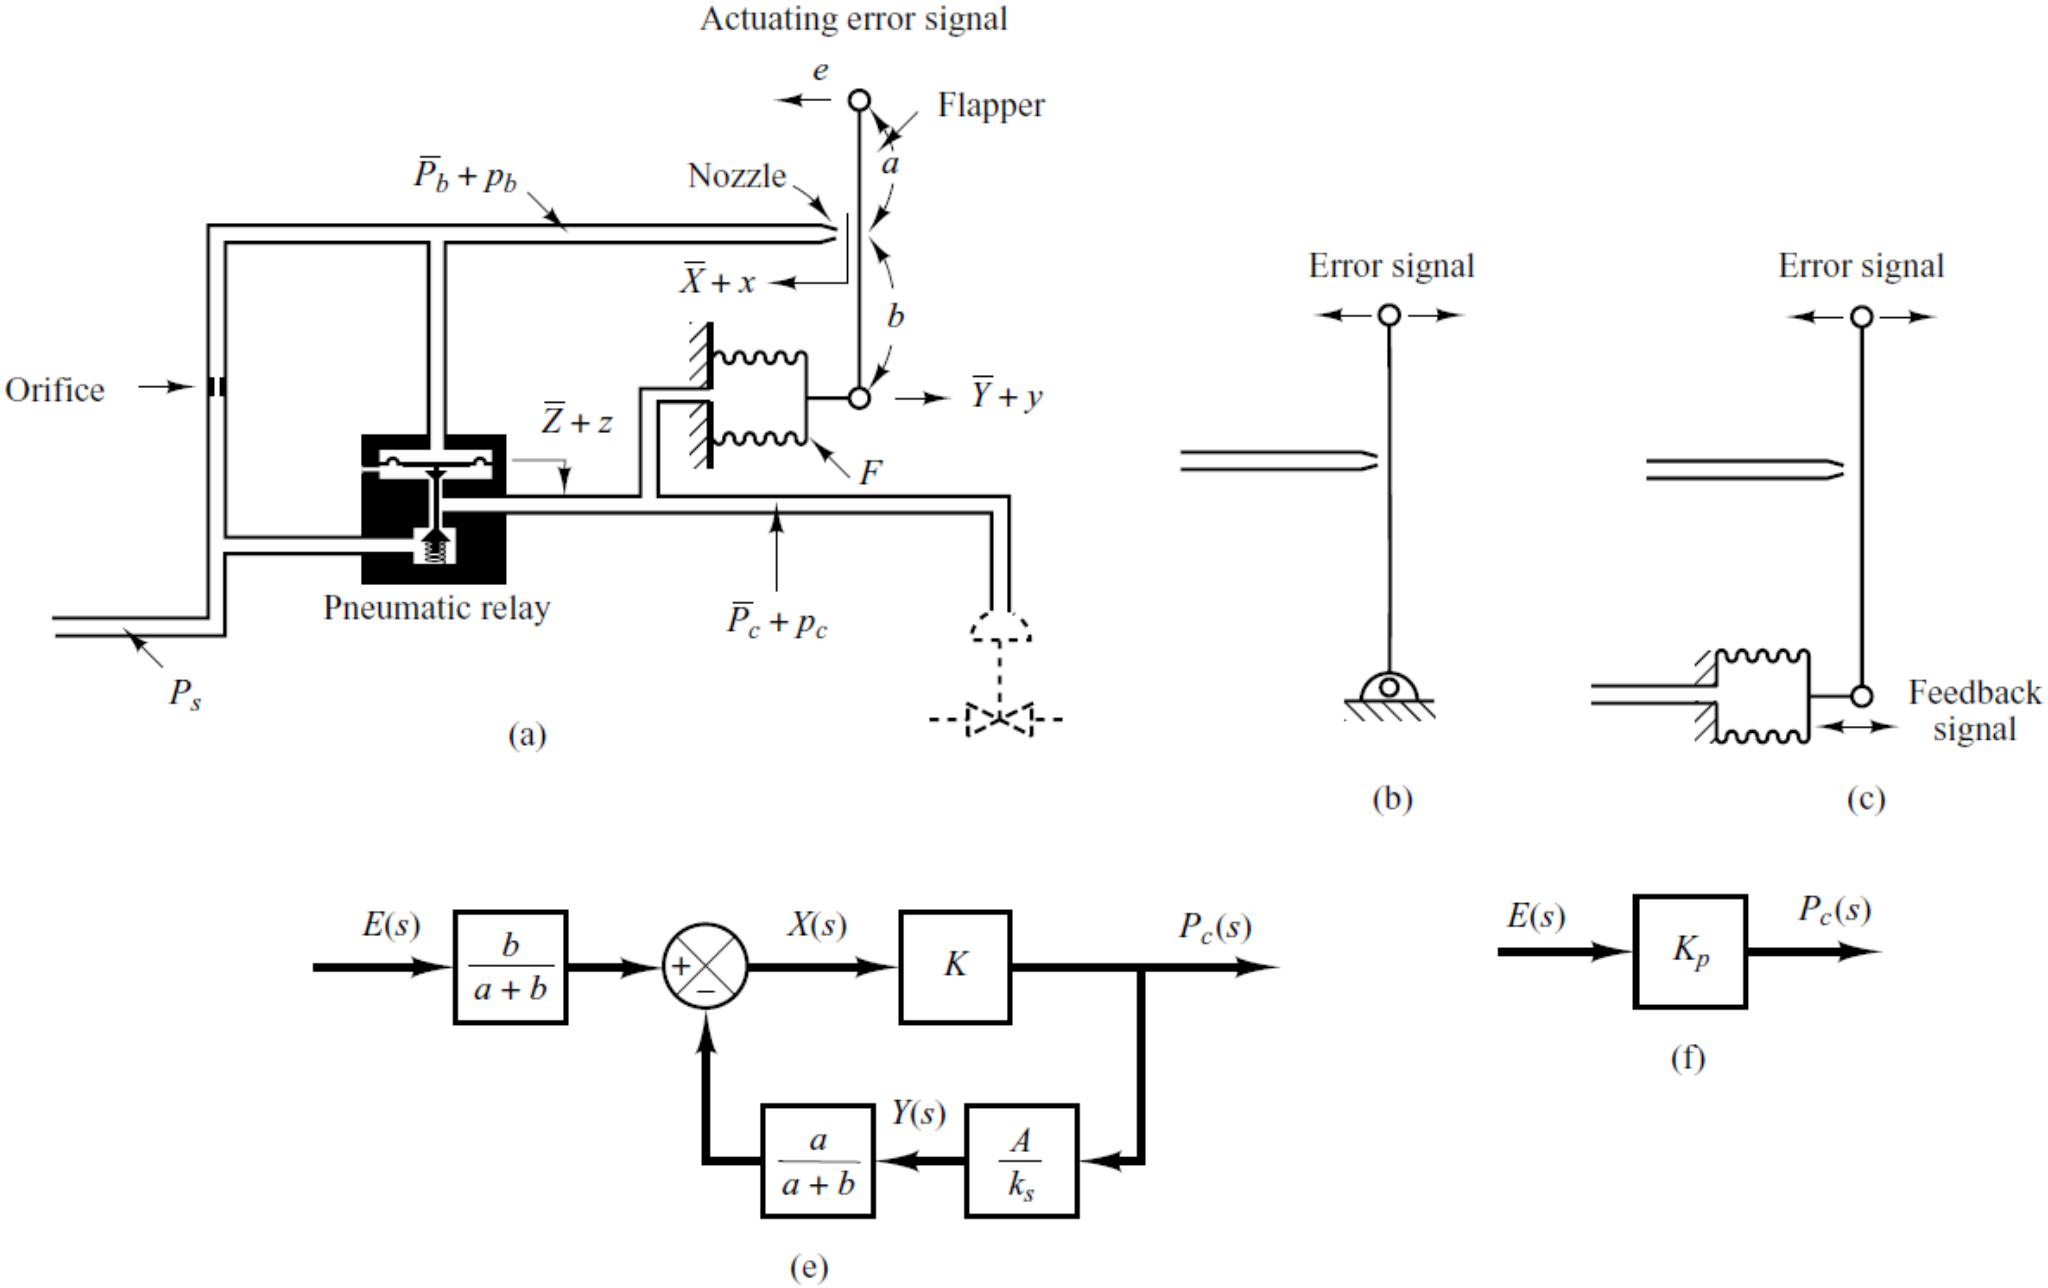 Actuating error signal
e
Flapper
a
Nozzle
P̅b + pb
X̅ + x
b
Orifice
Z̅ + z
Y̅ + y
F
Pneumatic relay
P̅c + pc
Ps
(a)
Error signal
(b)
Error signal
Feedback
signal
(c)
E(s)
b
a + b
+
−
X(s)
K
Pc(s)
a
a + b
Y(s)
A
ks
(e)
E(s)
Kp
Pc(s)
(f)